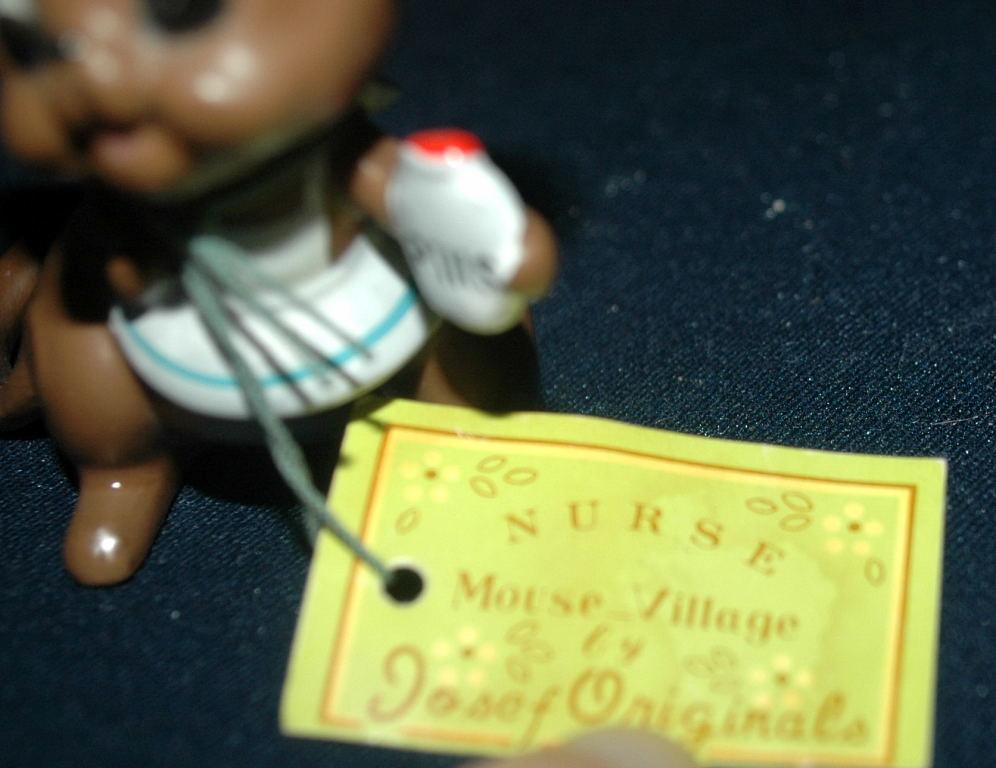 Pills
NURSE
Mouse Village
by
Josef Originals